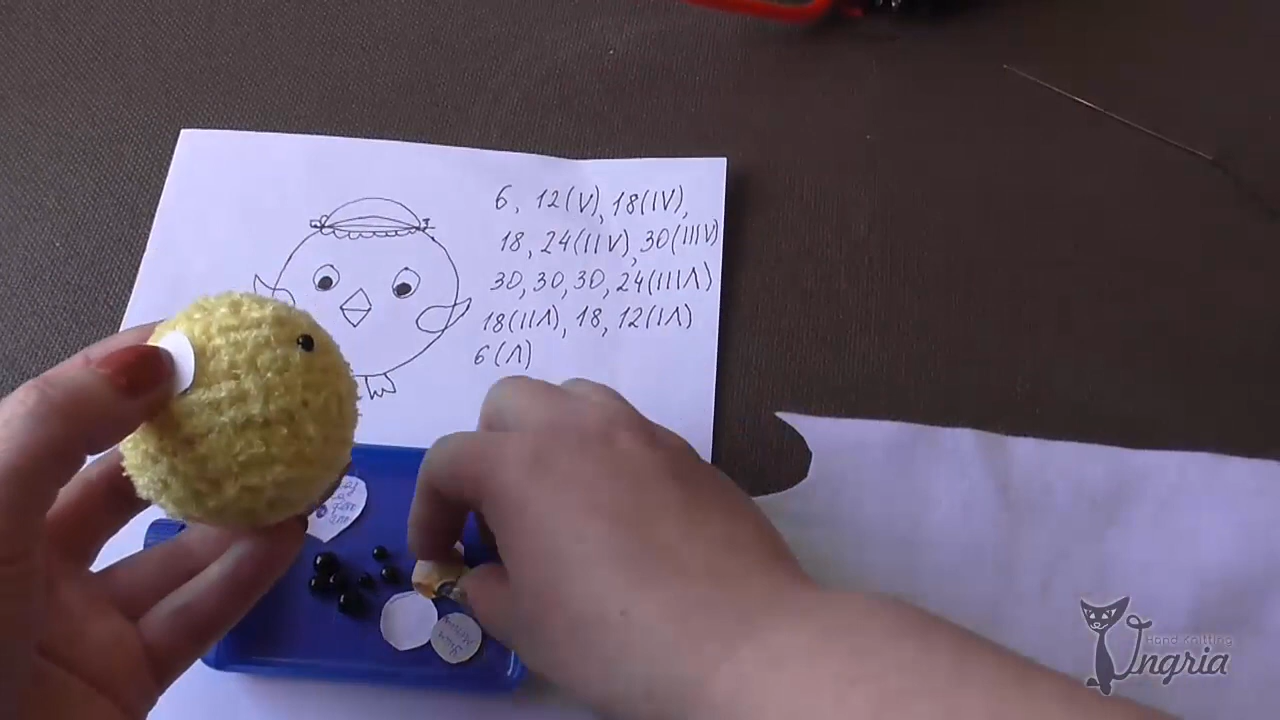 6, 12(V), 18(IV),
18, 24(IIV), 30(IIIV)
30, 30, 30, 24(IIIΛ)
18(IIΛ), 18, 12(IΛ)
6(Λ)
Hand Knitting
Ingria